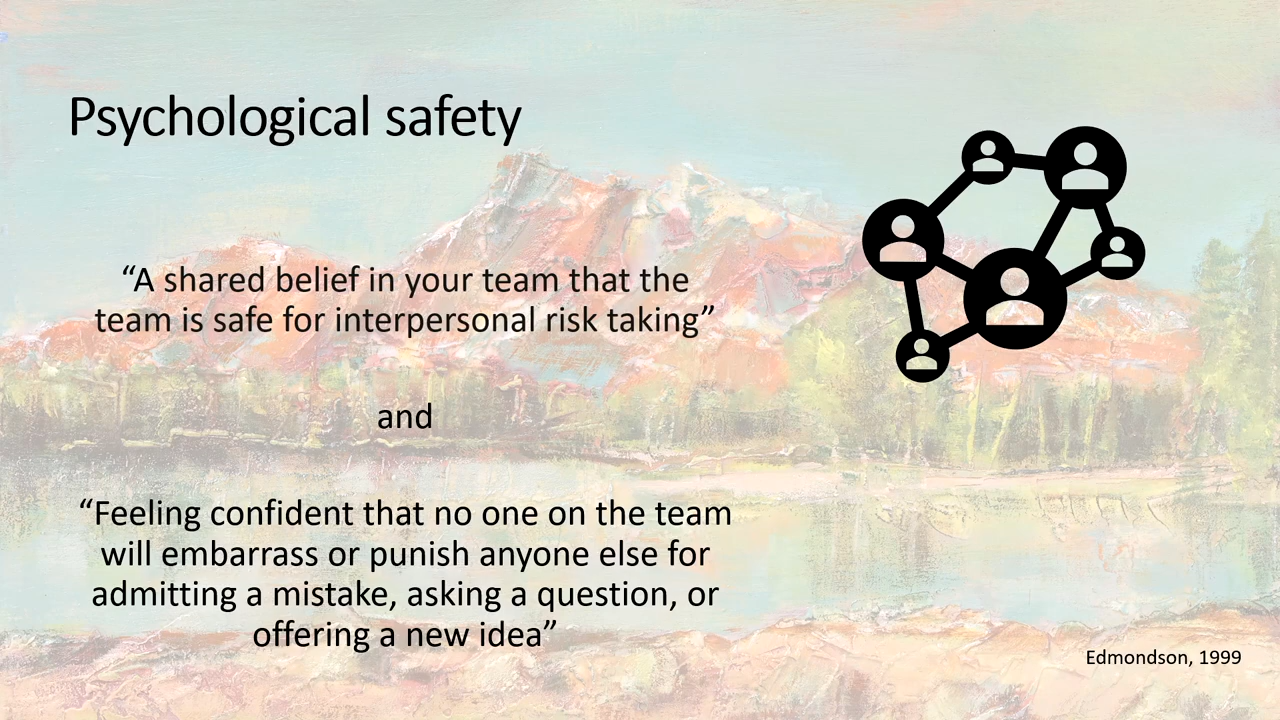 Psychological safety
“A shared belief in your team that the
team is safe for interpersonal risk taking”
and
“Feeling confident that no one on the team
will embarrass or punish anyone else for
admitting a mistake, asking a question, or
offering a new idea”
Edmondson, 1999